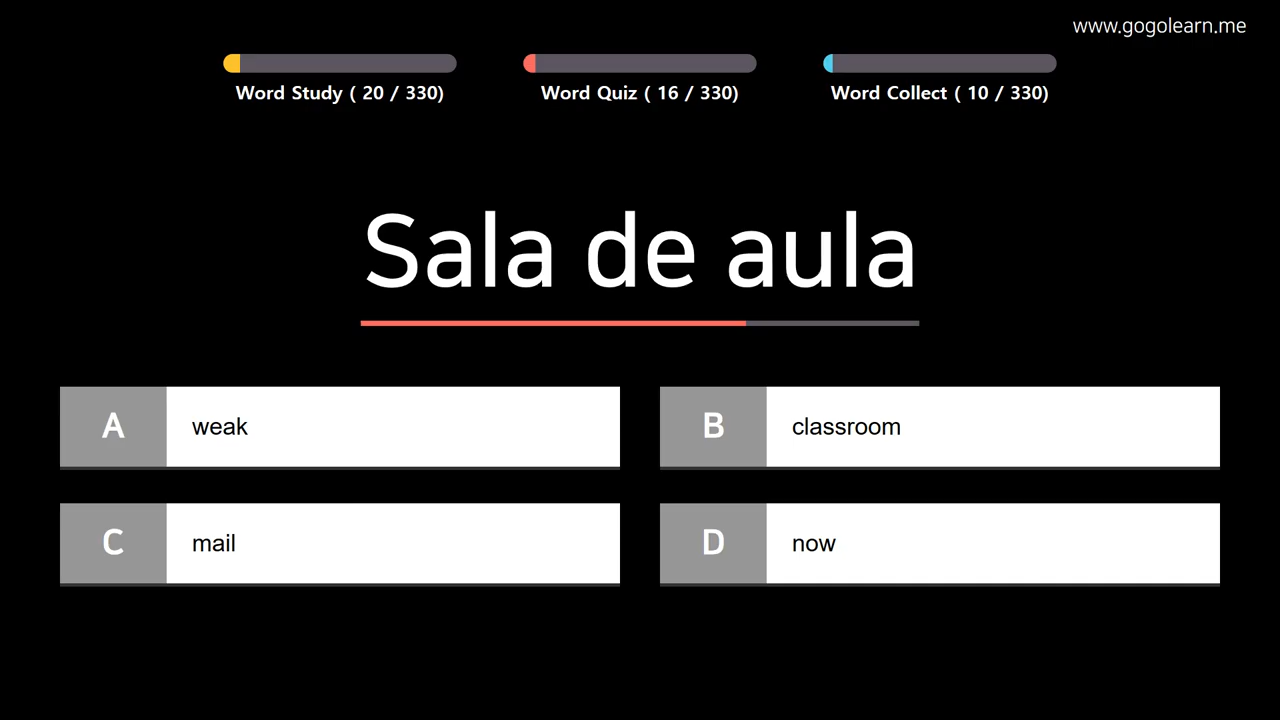 www.gogolearn.me
Word Study ( 20 / 330)
Word Quiz ( 16 / 330)
Word Collect ( 10 / 330)
Sala de aula
A weak
B classroom
C mail
D now